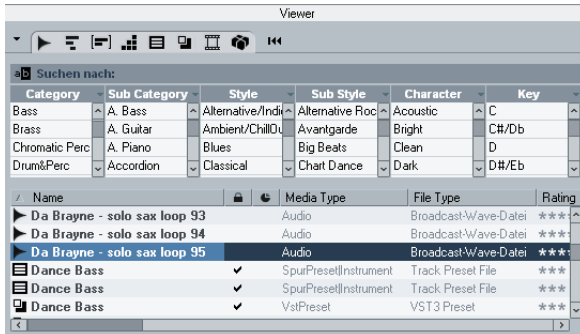 Viewer
ab Suchen nach:
Category Sub Category Style Sub Style Character Key
Bass A. Bass Alternative/Indi Alternative Roc Acoustic C
Brass A. Guitar Ambient/ChillOu Avantgarde Bright C#/Db
Chromatic Perc A. Piano Blues Big Beats Clean D
Drum&Perc Accordion Classical Chart Dance Dark D#/Eb
Name Media Type File Type Rating
Da Brayne - solo sax loop 93 Audio Broadcast-Wave-Datei ***
Da Brayne - solo sax loop 94 Audio Broadcast-Wave-Datei ***
Da Brayne - solo sax loop 95 Audio Broadcast-Wave-Datei ***
Dance Bass SpurPreset|Instrument Track Preset File ***
Dance Bass SpurPreset|Instrument Track Preset File ***
Dance Bass VstPreset VST3 Preset ***